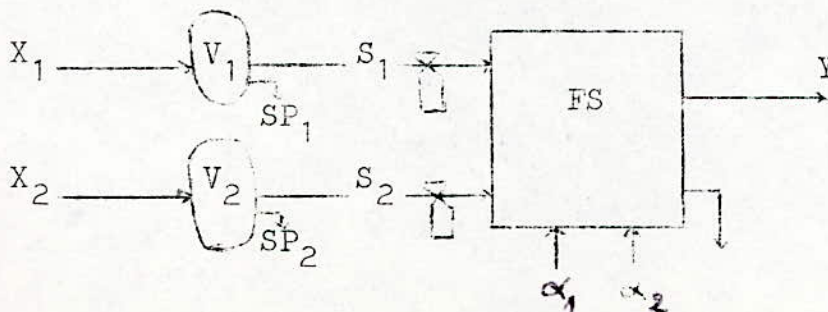 X₁ V₁ S₁ FS Y
SP₁
X₂ V₂ S₂
SP₂
α₁ α₂